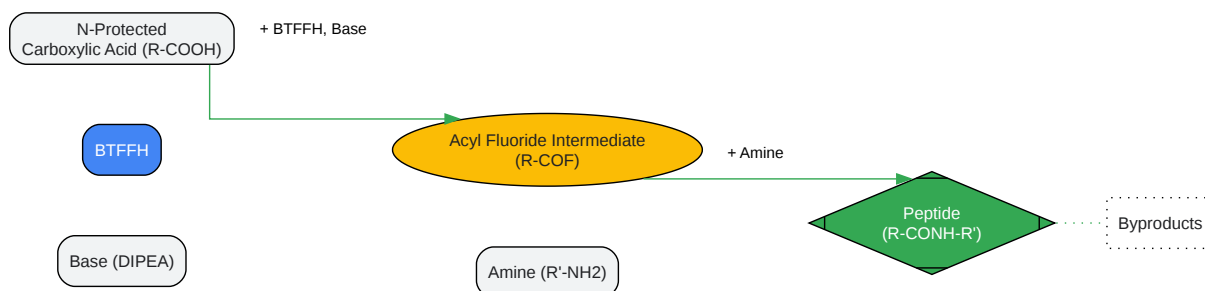 N-Protected
Carboxylic Acid (R-COOH)
+ BTFFH, Base
BTFFH
Acyl Fluoride Intermediate
(R-COF)
+ Amine
Peptide
(R-CONH-R')
Byproducts
Base (DIPEA)
Amine (R'-NH2)